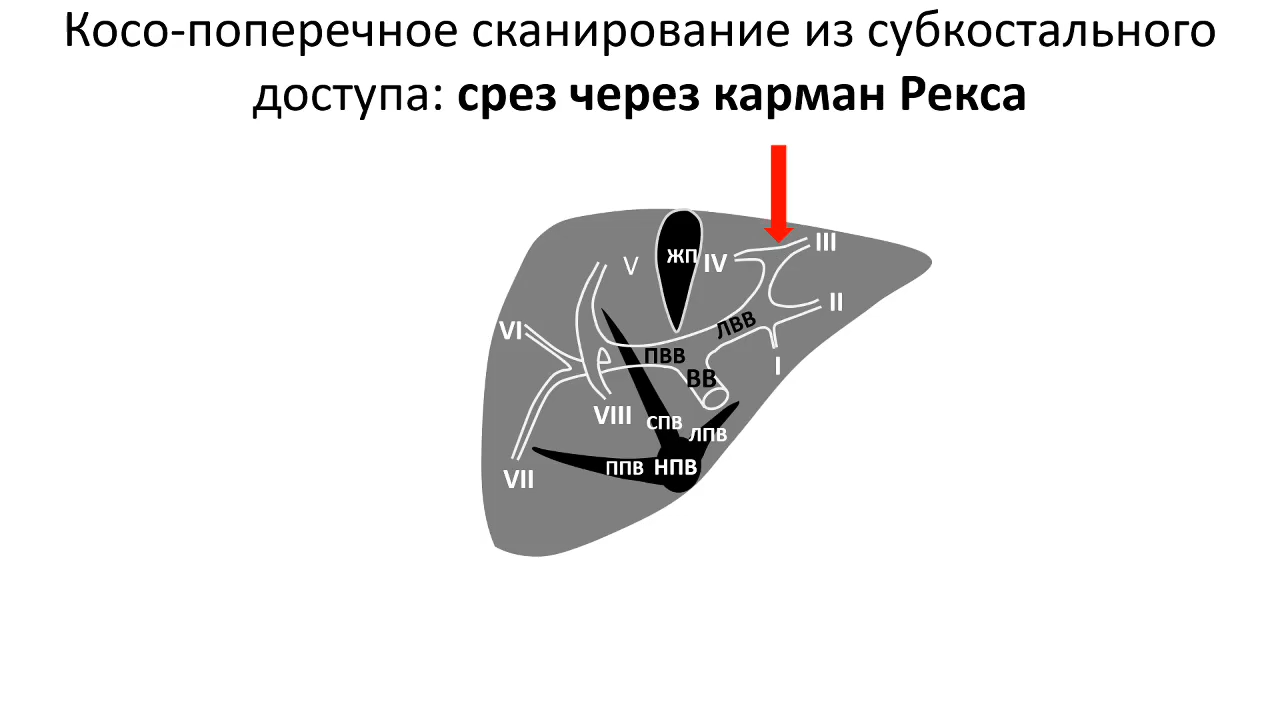 Косо-поперечное сканирование из субкостального
доступа: срез через карман Рекса
III
V
ЖП
IV
II
VI
ЛВВ
ПВВ
I
ВВ
VIII
СПВ
ЛПВ
ППВ
НПВ
VII